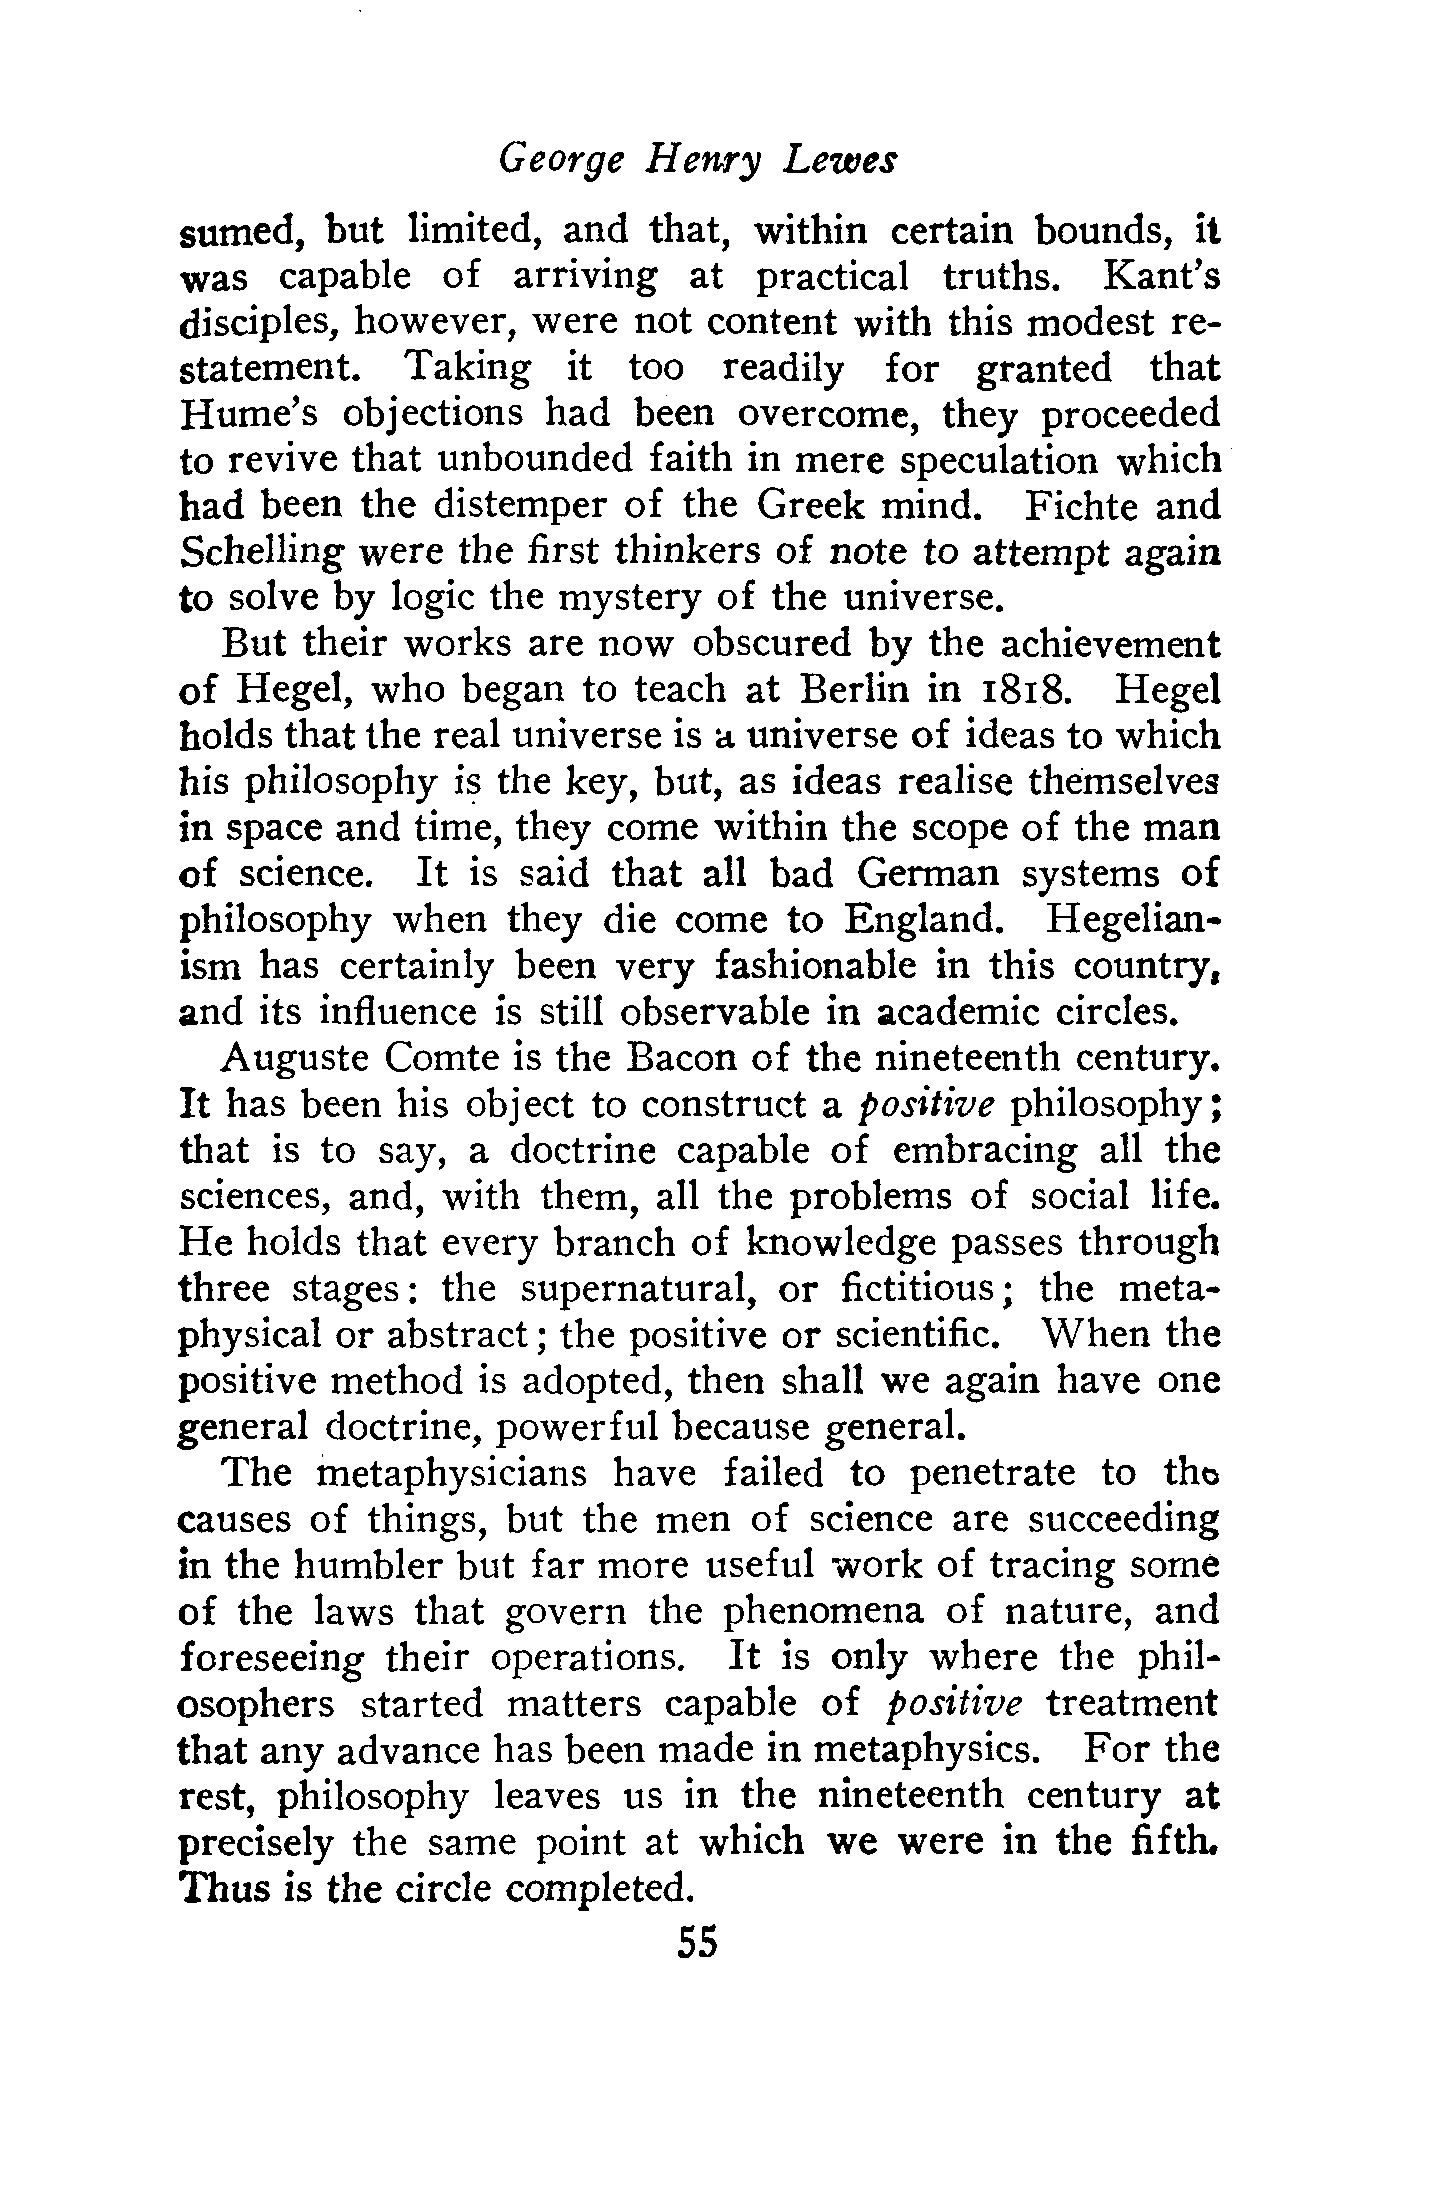 George Henry Lewes
sumed, but limited, and that, within certain bounds, it
was capable of arriving at practical truths. Kant's
disciples, however, were not content with this modest re-
statement. Taking it too readily for granted that
Hume's objections had been overcome, they proceeded
to revive that unbounded faith in mere speculation which
had been the distemper of the Greek mind. Fichte and
Schelling were the first thinkers of note to attempt again
to solve by logic the mystery of the universe.
But their works are now obscured by the achievement
of Hegel, who began to teach at Berlin in 1818. Hegel
holds that the real universe is a universe of ideas to which
his philosophy is the key, but, as ideas realise themselves
in space and time, they come within the scope of the man
of science. It is said that all bad German systems of
philosophy when they die come to England. Hegelian-
ism has certainly been very fashionable in this country,
and its influence is still observable in academic circles.
Auguste Comte is the Bacon of the nineteenth century.
It has been his object to construct a positive philosophy;
that is to say, a doctrine capable of embracing all the
sciences, and, with them, all the problems of social life.
He holds that every branch of knowledge passes through
three stages: the supernatural, or fictitious; the meta-
physical or abstract; the positive or scientific. When the
positive method is adopted, then shall we again have one
general doctrine, powerful because general.
The metaphysicians have failed to penetrate to the
causes of things, but the men of science are succeeding
in the humbler but far more useful work of tracing some
of the laws that govern the phenomena of nature, and
foreseeing their operations. It is only where the phil-
osophers started matters capable of positive treatment
that any advance has been made in metaphysics. For the
rest, philosophy leaves us in the nineteenth century at
precisely the same point at which we were in the fifth.
Thus is the circle completed.
55